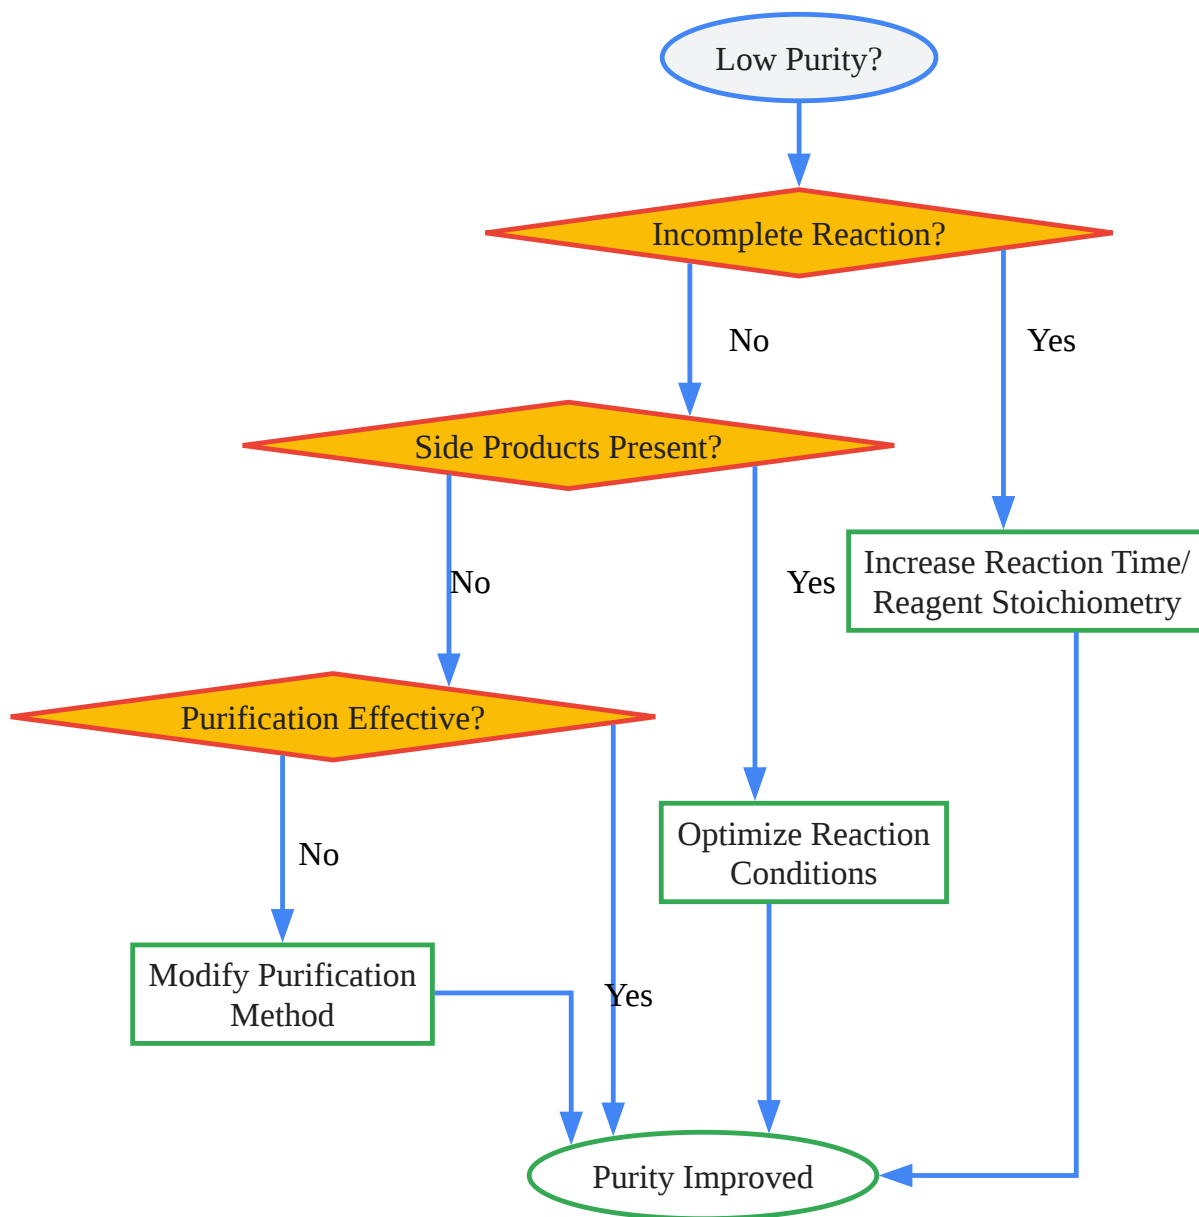 Low Purity?
Incomplete Reaction?
No
Yes
Side Products Present?
No
Yes
Increase Reaction Time/
Reagent Stoichiometry
Purification Effective?
No
Optimize Reaction
Conditions
Modify Purification
Method
Yes
Purity Improved